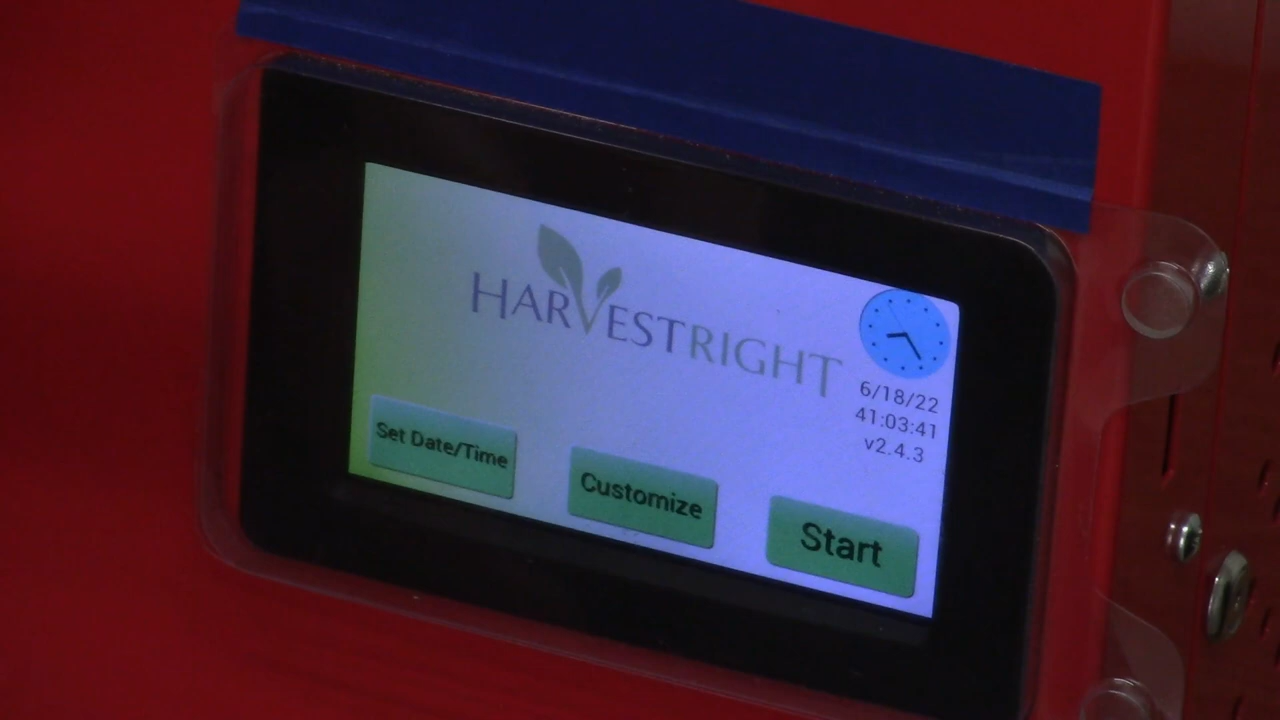 HARVESTRIGHT
6/18/22
41:03:41
v2.4.3
Set Date/Time
Customize
Start